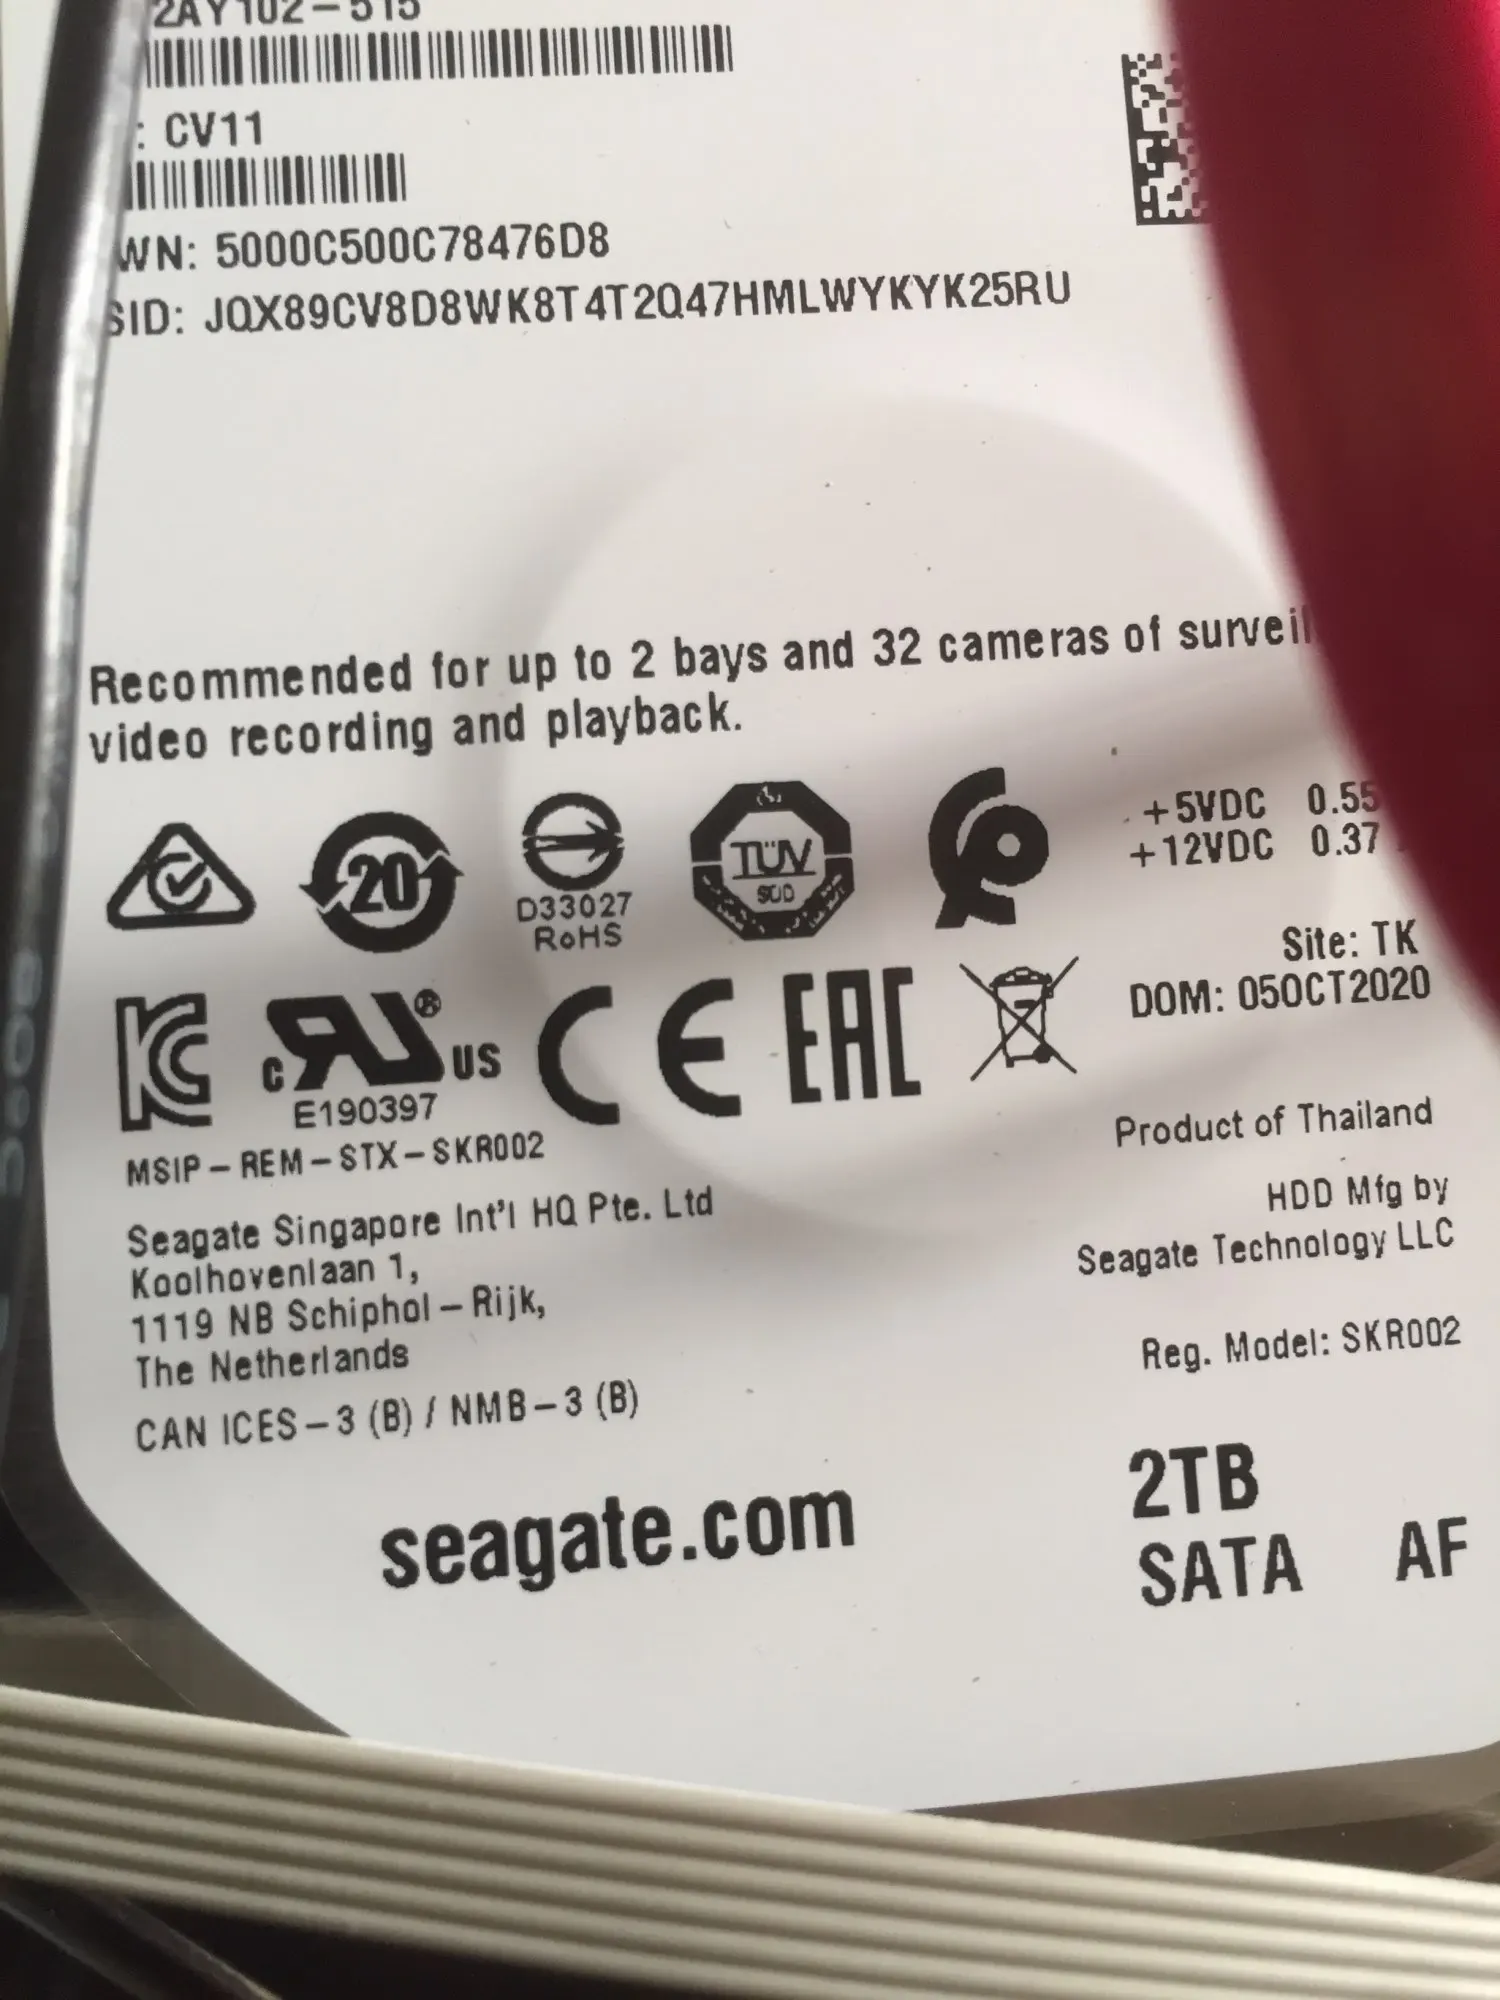 2AY102-515
: CV11
WN: 5000C500C78476D8
SID: JQX89CV8D8WK8T4T2Q47HMLWYKYK25RU
Recommended for up to 2 bays and 32 cameras of surveil
video recording and playback.
20
D33027
RoHS
TÜV
SÜD
+5VDC 0.55
+12VDC 0.37
Site: TK
DOM: 05OCT2020
c RU ® US
E190397
CE
EAC
MSIP-REM-STX-SKR002
Product of Thailand
Seagate Singapore Int'l HQ Pte. Ltd
Koolhovenlaan 1,
1119 NB Schiphol-Rijk,
The Netherlands
HDD Mfg by
Seagate Technology LLC
CAN ICES-3 (B) / NMB-3 (B)
Reg. Model: SKR002
seagate.com
2TB
SATA AF